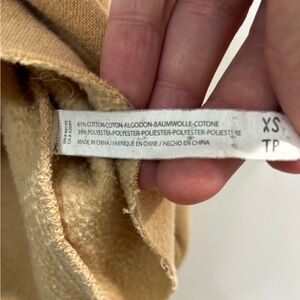 61% COTTON-COTON-ALGODON-BAUMWOLLE-COTONE
39% POLYESTER-POLYESTER-POLIESTER-POLYESTER-POLIESTERE
MADE IN CHINA / FABRIQUÉ EN CHINE / HECHO EN CHINA
XS
TP